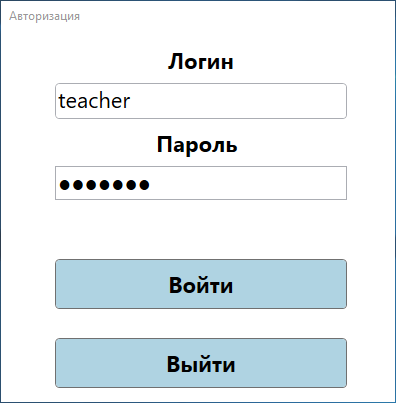 Авторизация
Логин
teacher
Пароль
●●●●●●●
Войти
Выйти